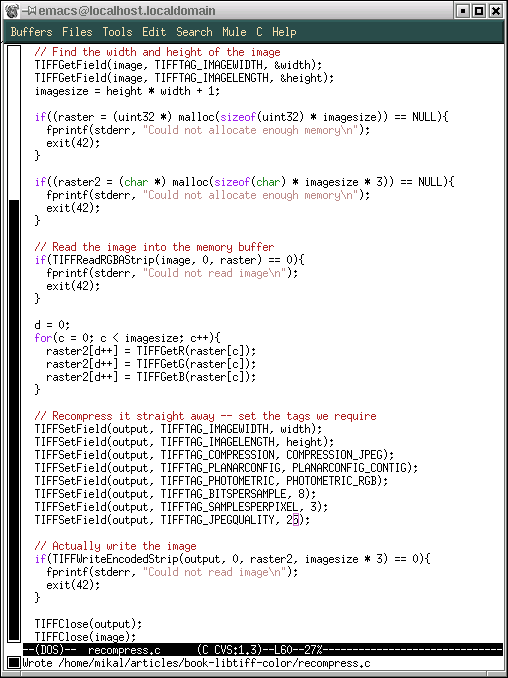 emacs@localhost.localdomain
Buffers Files Tools Edit Search Mule C Help
// Find the width and height of the image
TIFFGetField(image, TIFFTAG_IMAGEWIDTH, &width);
TIFFGetField(image, TIFFTAG_IMAGELENGTH, &height);
imagesize = height * width + 1;

if((raster = (uint32 *) malloc(sizeof(uint32) * imagesize)) == NULL){
  fprintf(stderr, "Could not allocate enough memory\n");
  exit(42);
}

if((raster2 = (char *) malloc(sizeof(char) * imagesize * 3)) == NULL){
  fprintf(stderr, "Could not allocate enough memory\n");
  exit(42);
}

// Read the image into the memory buffer
if(TIFFReadRGBAStrip(image, 0, raster) == 0){
  fprintf(stderr, "Could not read image\n");
  exit(42);
}

d = 0;
for(c = 0; c < imagesize; c++){
  raster2[d++] = TIFFGetR(raster[c]);
  raster2[d++] = TIFFGetG(raster[c]);
  raster2[d++] = TIFFGetB(raster[c]);
}

// Recompress it straight away -- set the tags we require
TIFFSetField(output, TIFFTAG_IMAGEWIDTH, width);
TIFFSetField(output, TIFFTAG_IMAGELENGTH, height);
TIFFSetField(output, TIFFTAG_COMPRESSION, COMPRESSION_JPEG);
TIFFSetField(output, TIFFTAG_PLANARCONFIG, PLANARCONFIG_CONTIG);
TIFFSetField(output, TIFFTAG_PHOTOMETRIC, PHOTOMETRIC_RGB);
TIFFSetField(output, TIFFTAG_BITSPERSAMPLE, 8);
TIFFSetField(output, TIFFTAG_SAMPLESPERPIXEL, 3);
TIFFSetField(output, TIFFTAG_JPEGQUALITY, 25);

// Actually write the image
if(TIFFWriteEncodedStrip(output, 0, raster2, imagesize * 3) == 0){
  fprintf(stderr, "Could not read image\n");
  exit(42);
}

TIFFClose(output);
TIFFClose(image);
--(DOS)-- recompress.c (C CVS:1.3)--L60--27%--------------------------------
Wrote /home/mikal/articles/book-libtiff-color/recompress.c